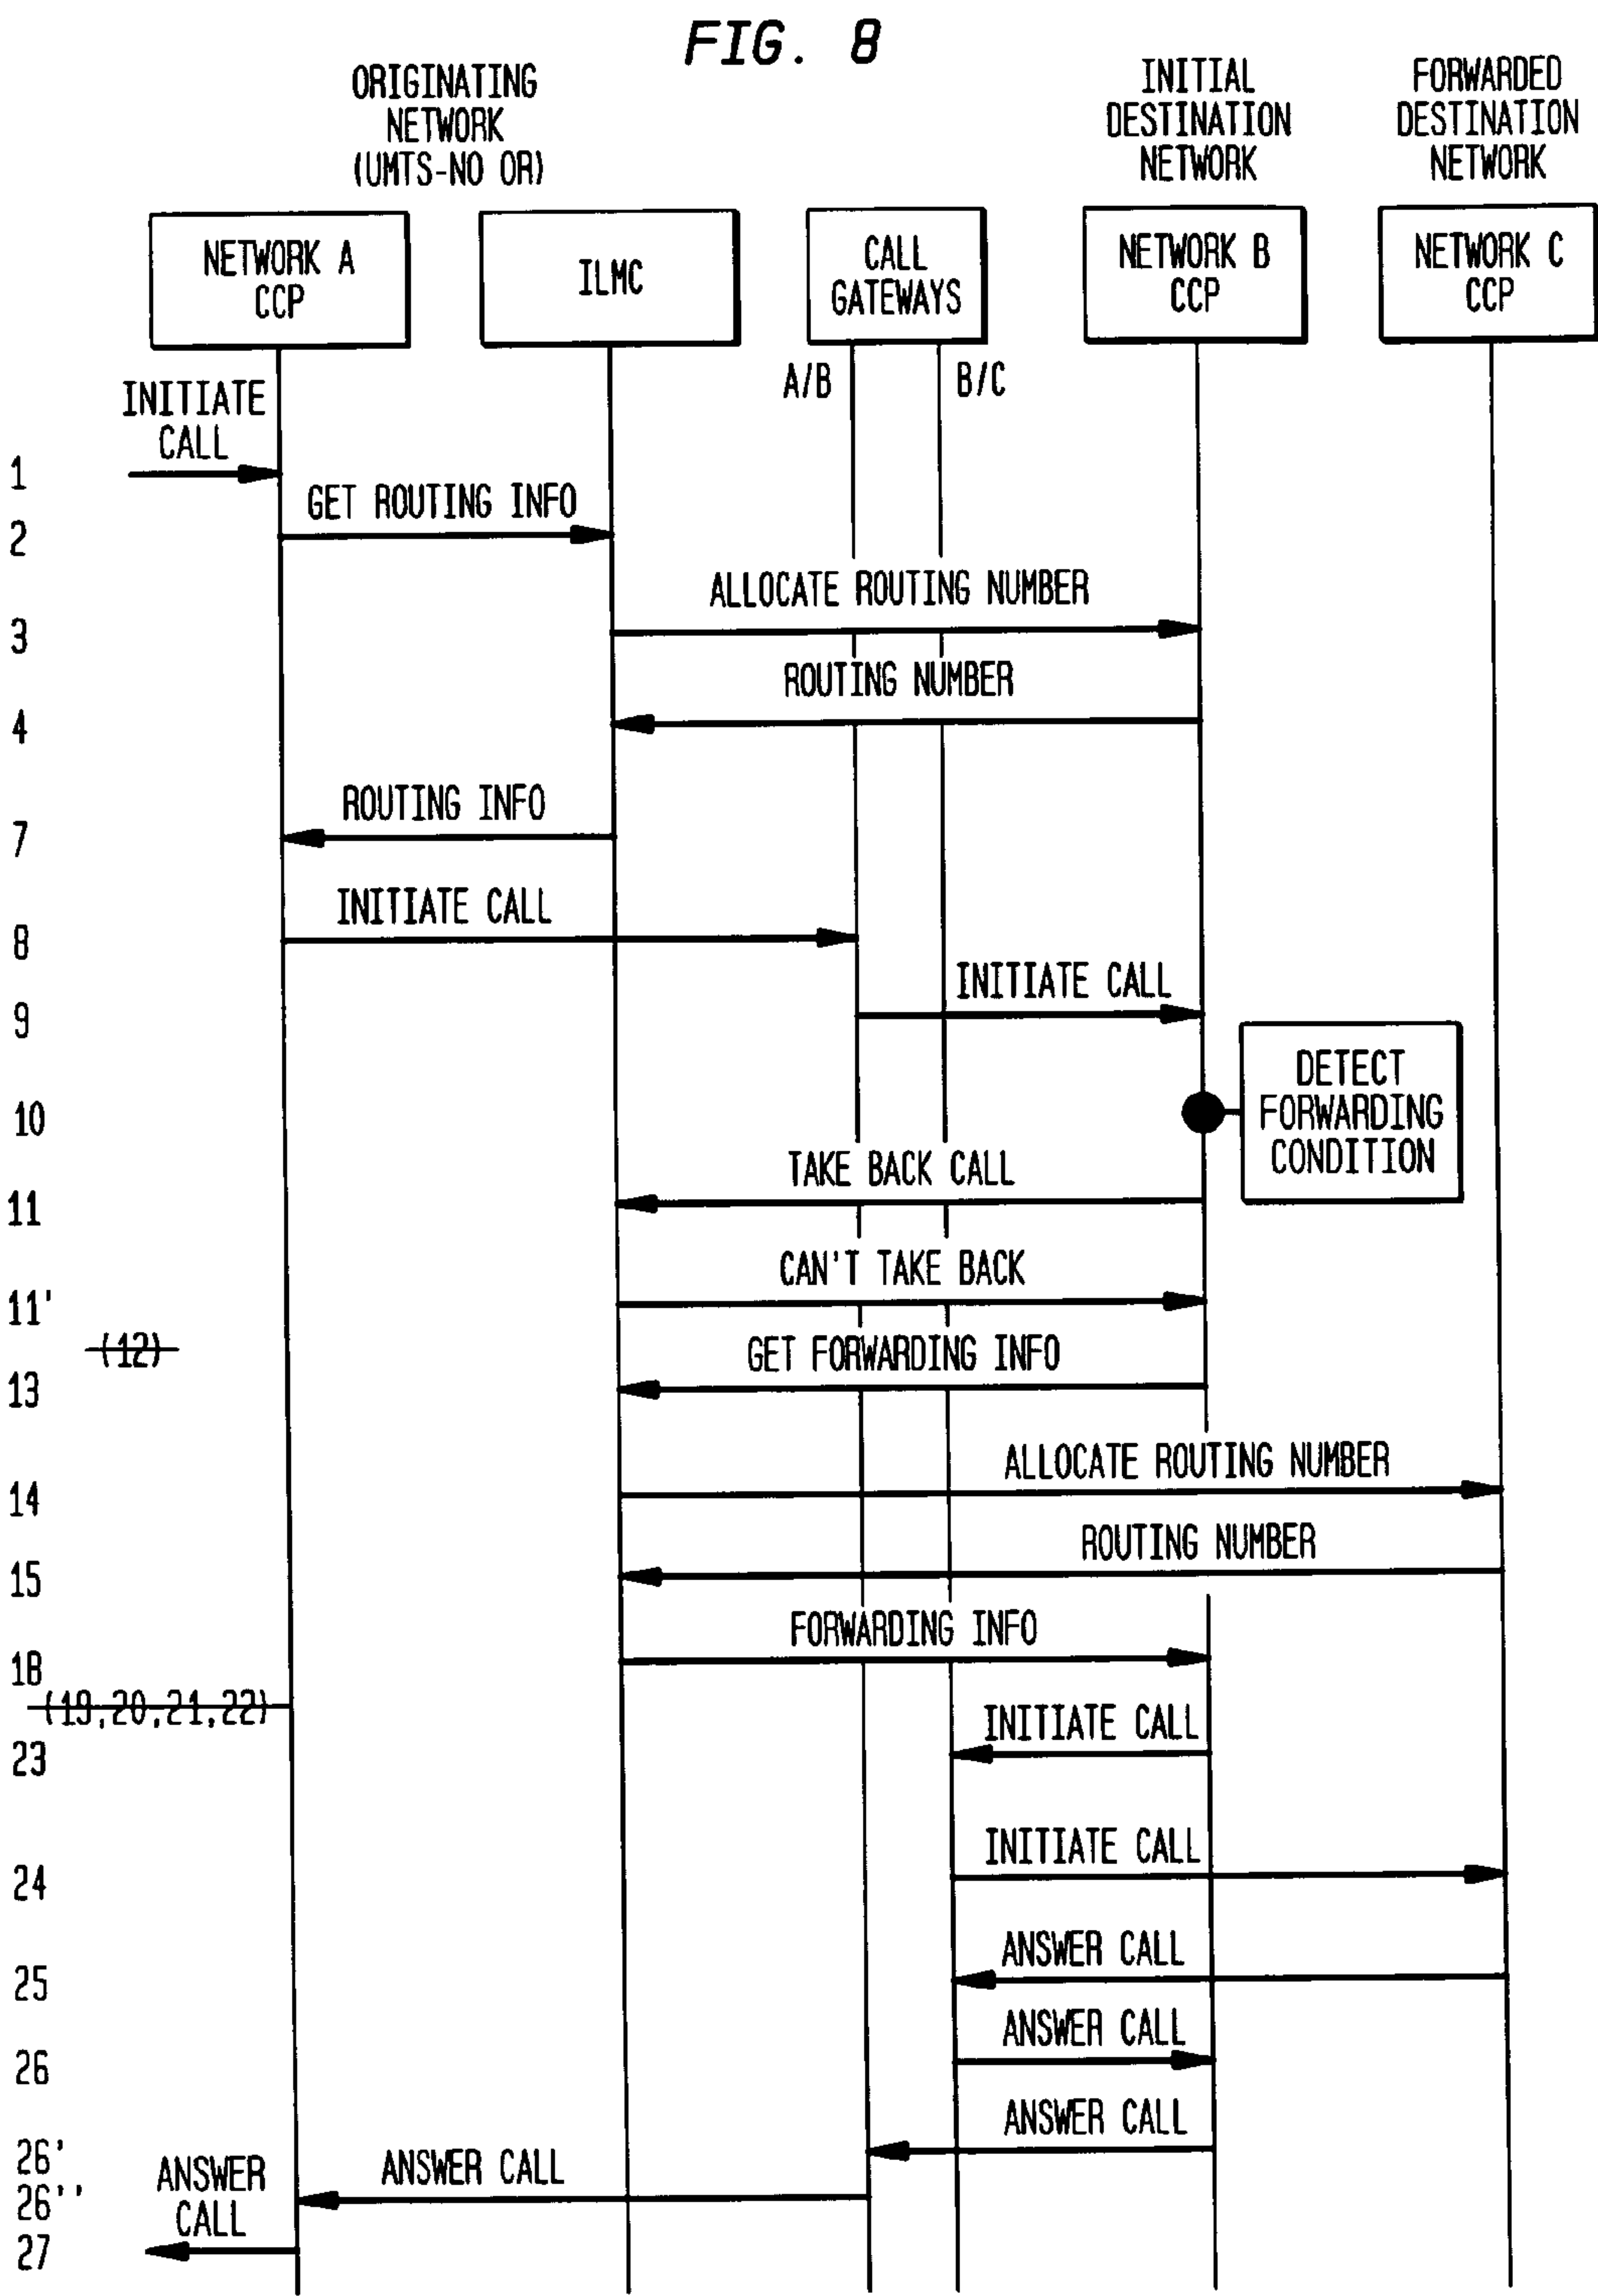 FIG. 8
ORIGINATING
NETWORK
(UMTS-NO OR)
INITIAL
DESTINATION
NETWORK
FORWARDED
DESTINATION
NETWORK
NETWORK A
CCP
ILMC
CALL
GATEWAYS
NETWORK B
CCP
NETWORK C
CCP
A/B
B/C
INITIATE
CALL
1
GET ROUTING INFO
2
ALLOCATE ROUTING NUMBER
3
ROUTING NUMBER
4
ROUTING INFO
7
INITIATE CALL
8
INITIATE CALL
9
DETECT
FORWARDING
CONDITION
10
TAKE BACK CALL
11
CAN'T TAKE BACK
11'
(12)
GET FORWARDING INFO
13
ALLOCATE ROUTING NUMBER
14
ROUTING NUMBER
15
FORWARDING INFO
18
(19,20,21,22)
INITIATE CALL
23
INITIATE CALL
24
ANSWER CALL
25
ANSWER CALL
26
ANSWER CALL
26'
ANSWER CALL
26''
ANSWER
CALL
27